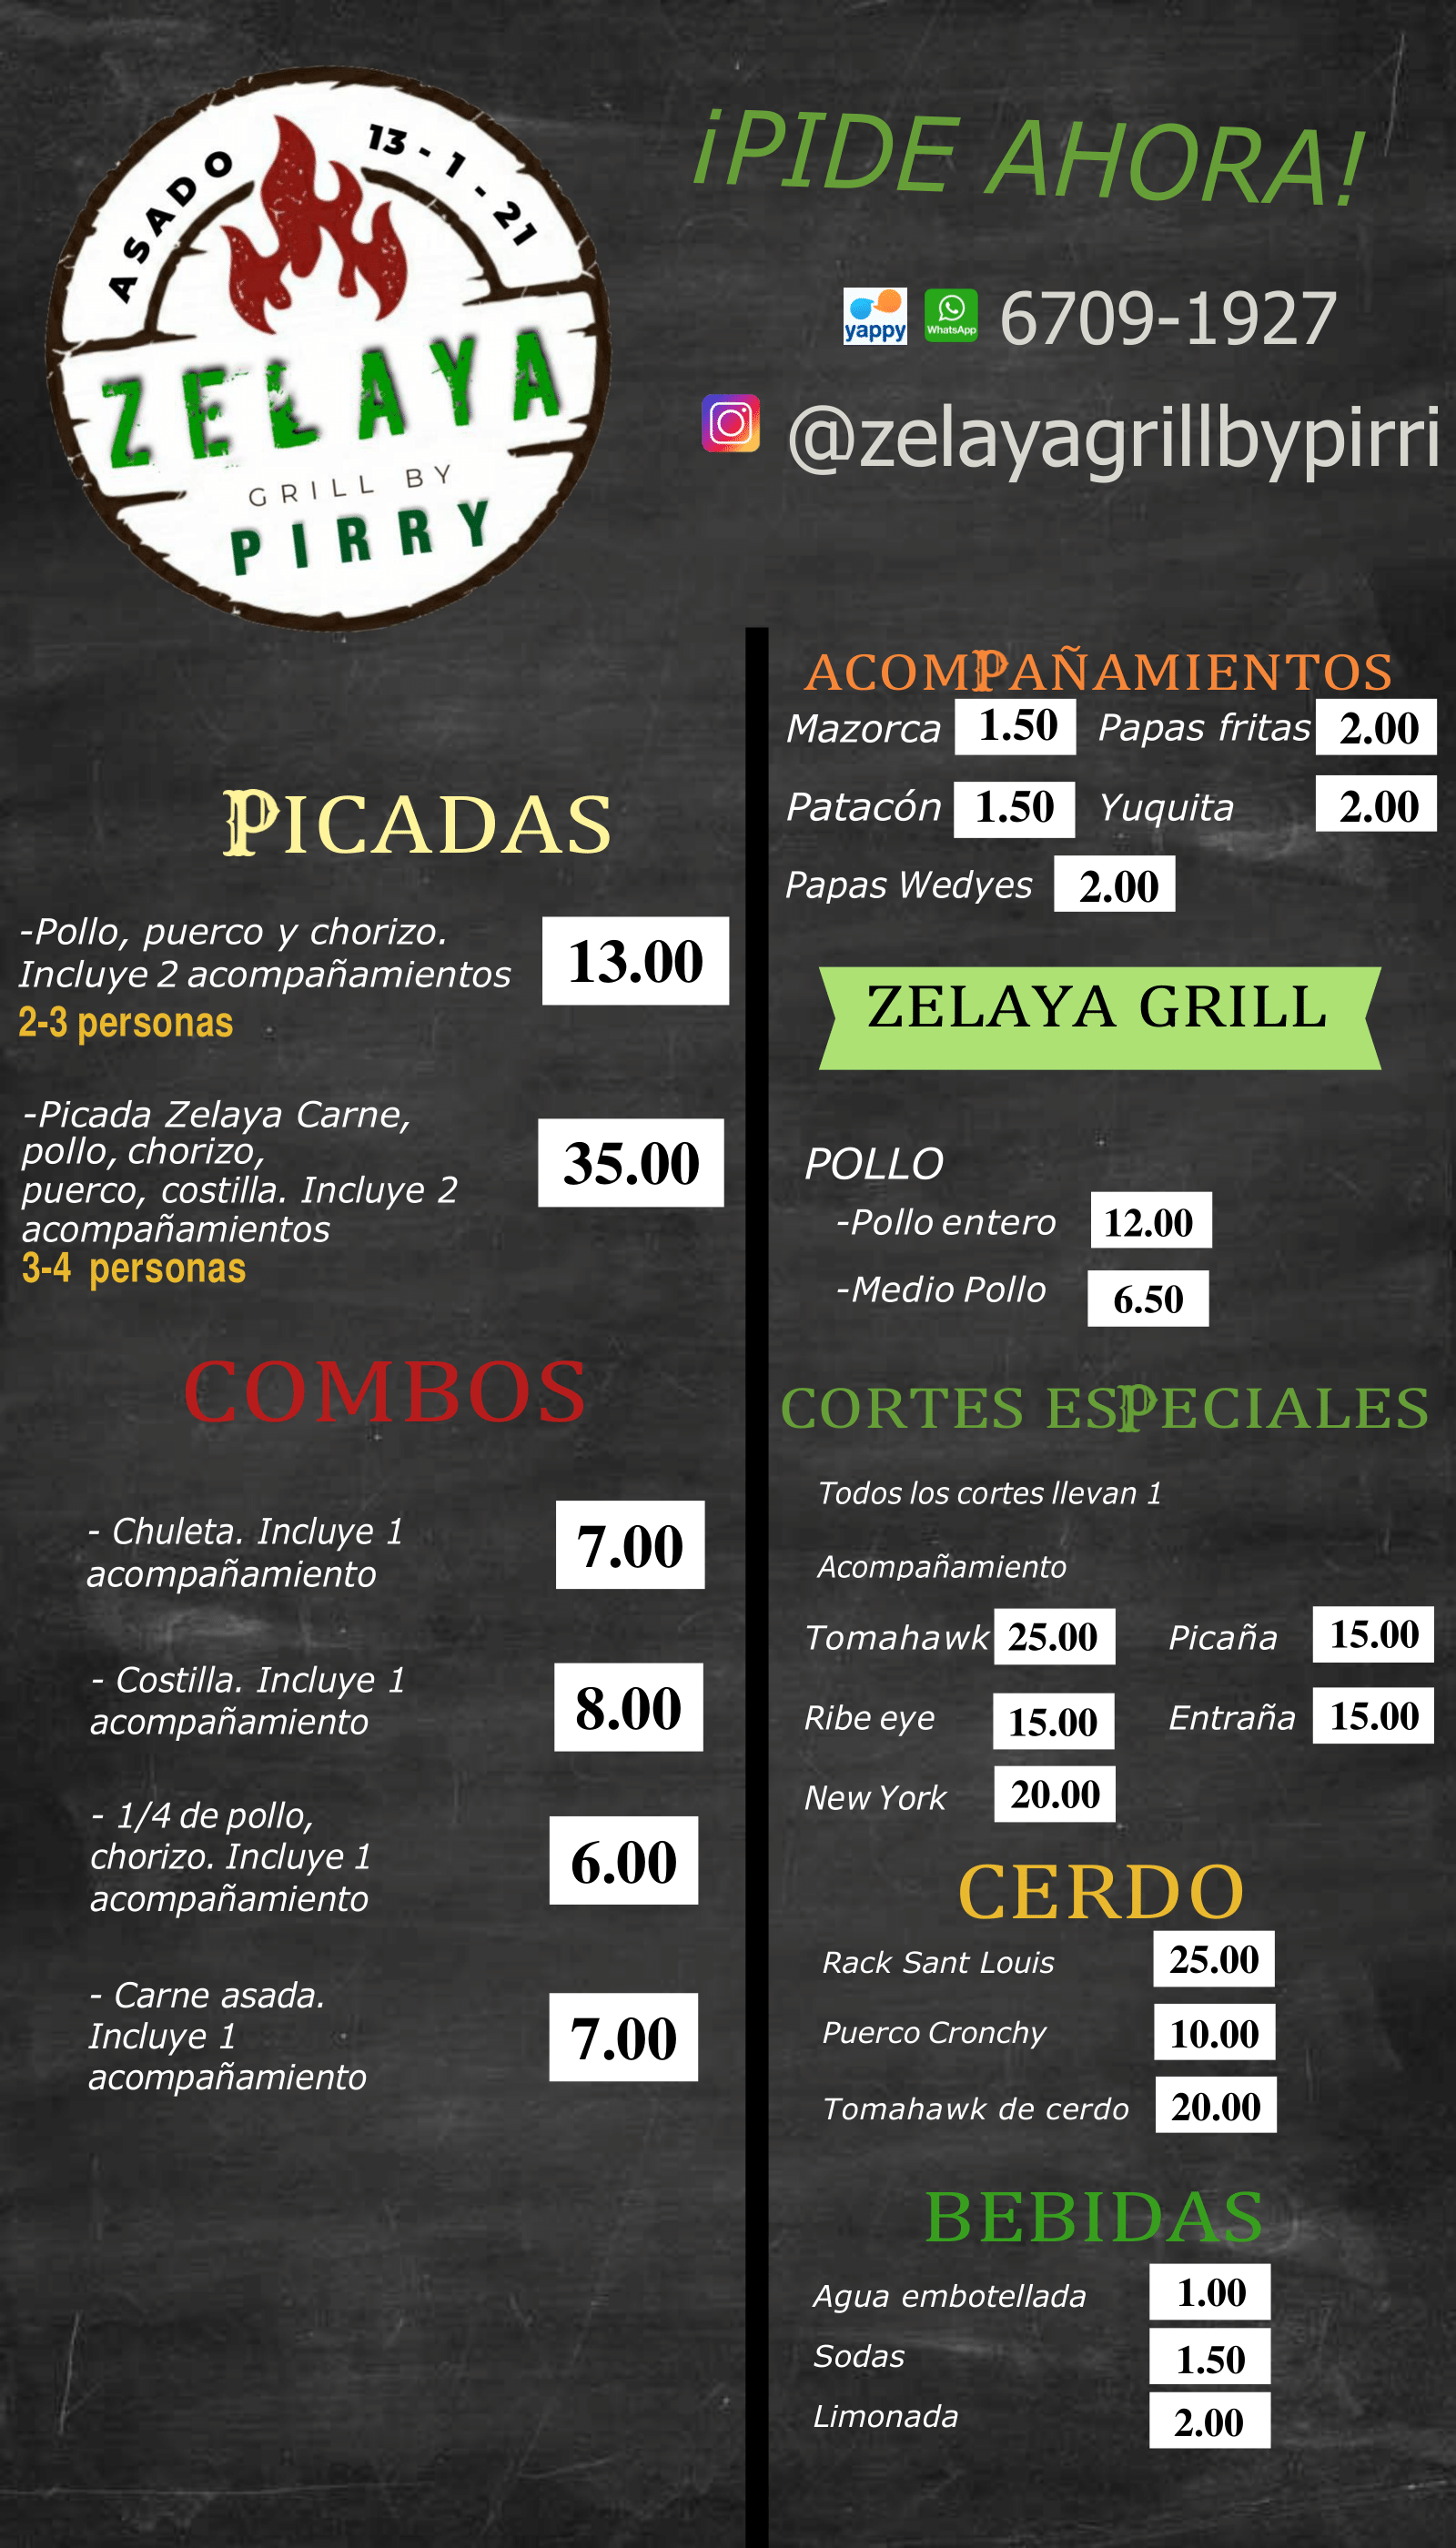 ASADO 13-1-21
ZELAYA
GRILL BY
PIRRY
¡PIDE AHORA!
yappy WhatsApp 6709-1927
@zelayagrillbypirri
PICADAS
-Pollo, puerco y chorizo. 13.00
Incluye 2 acompañamientos
2-3 personas
-Picada Zelaya Carne,
pollo, chorizo, 35.00
puerco, costilla. Incluye 2
acompañamientos
3-4 personas
COMBOS
- Chuleta. Incluye 1 7.00
acompañamiento
- Costilla. Incluye 1 8.00
acompañamiento
- 1/4 de pollo,
chorizo. Incluye 1 6.00
acompañamiento
- Carne asada.
Incluye 1 7.00
acompañamiento
ACOMPAÑAMIENTOS
Mazorca 1.50 Papas fritas 2.00
Patacón 1.50 Yuquita 2.00
Papas Wedyes 2.00
ZELAYA GRILL
POLLO
-Pollo entero 12.00
-Medio Pollo 6.50
CORTES ESPECIALES
Todos los cortes llevan 1
Acompañamiento
Tomahawk 25.00 Picaña 15.00
Ribe eye 15.00 Entraña 15.00
New York 20.00
CERDO
Rack Sant Louis 25.00
Puerco Cronchy 10.00
Tomahawk de cerdo 20.00
BEBIDAS
Agua embotellada 1.00
Sodas 1.50
Limonada 2.00